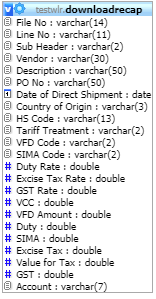 testwlr.downloadrecap
File No : varchar(14)
Line No : varchar(11)
Sub Header : varchar(2)
Vendor : varchar(30)
Description : varchar(50)
PO No : varchar(50)
Date of Direct Shipment : date
Country of Origin : varchar(3)
HS Code : varchar(13)
Tariff Treatment : varchar(2)
VFD Code : varchar(2)
SIMA Code : varchar(2)
Duty Rate : double
Excise Tax Rate : double
GST Rate : double
VCC : double
VFD Amount : double
Duty : double
SIMA : double
Excise Tax : double
Value for Tax : double
GST : double
Account : varchar(7)